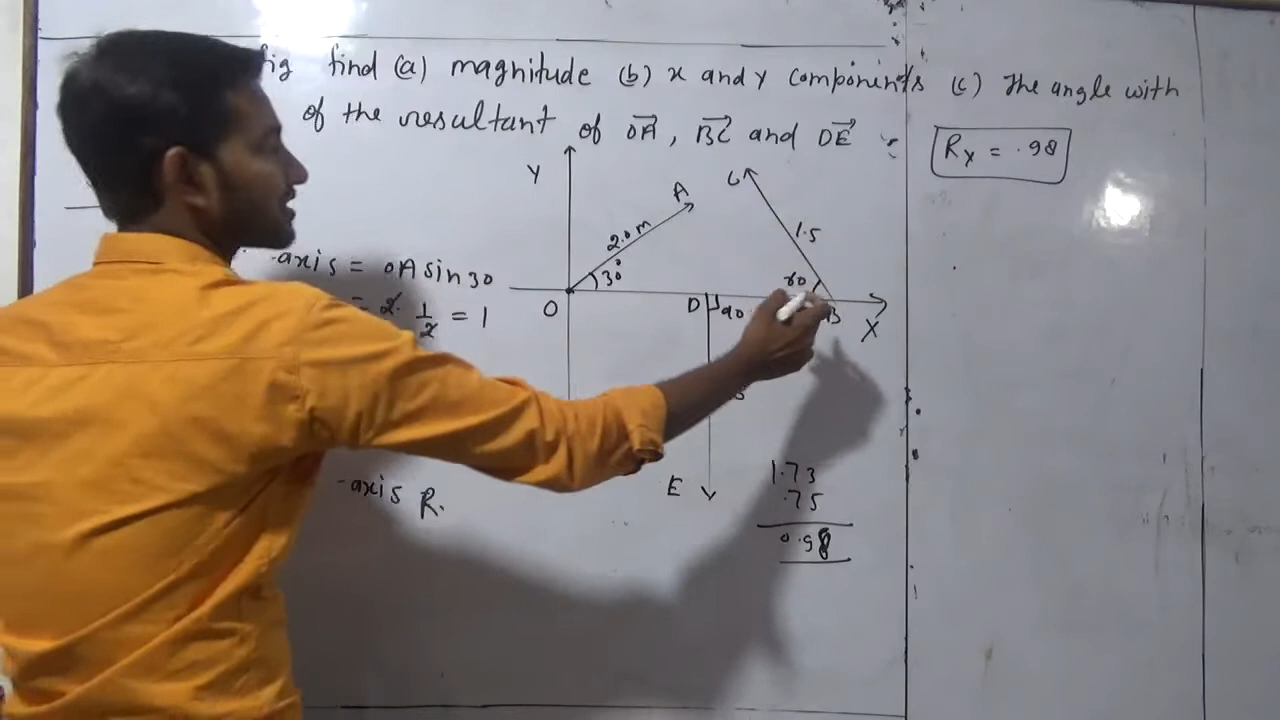 fig find (a) magnitude (b) x and y components (c) The angle with
of the resultant of OA, BC and DE :
Rx = .98
Y
A
C
2.0 m
1.5
30°
60
-axis = OA sin 30
= 2. 1/2 = 1
O
D
90
B
X
E
-axis R.
1.73
.75
0.98